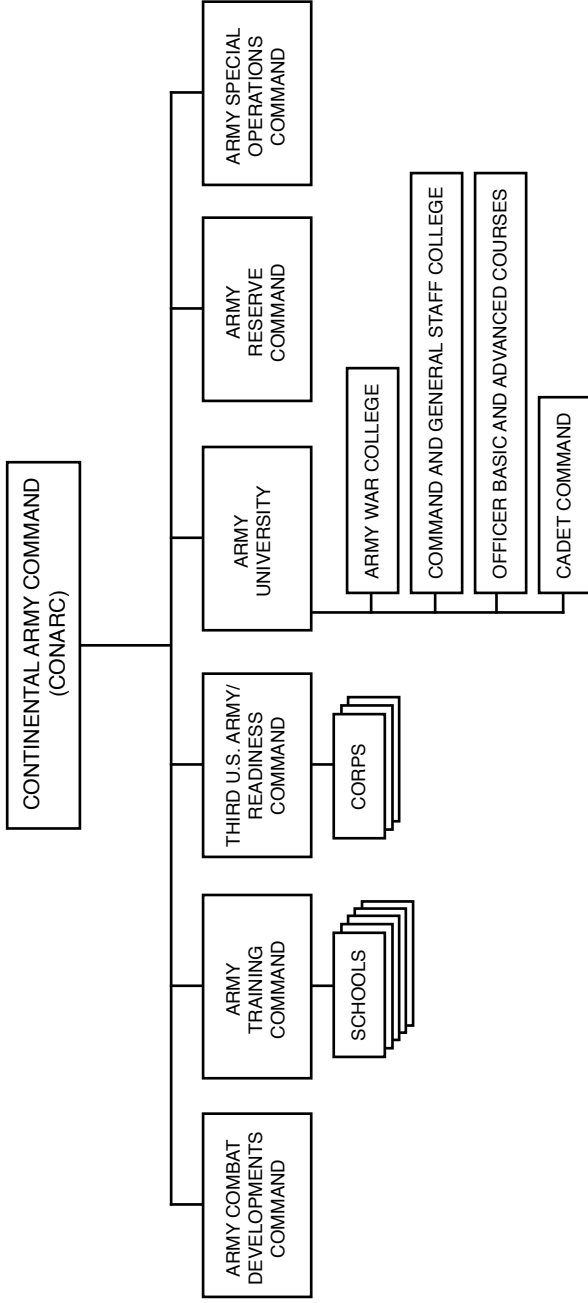 CONTINENTAL ARMY COMMAND
(CONARC)
ARMY COMBAT
DEVELOPMENTS
COMMAND
ARMY
TRAINING
COMMAND
SCHOOLS
THIRD U.S. ARMY/
READINESS
COMMAND
CORPS
ARMY
UNIVERSITY
ARMY WAR COLLEGE
COMMAND AND GENERAL STAFF COLLEGE
OFFICER BASIC AND ADVANCED COURSES
CADET COMMAND
ARMY
RESERVE
COMMAND
ARMY SPECIAL
OPERATIONS
COMMAND